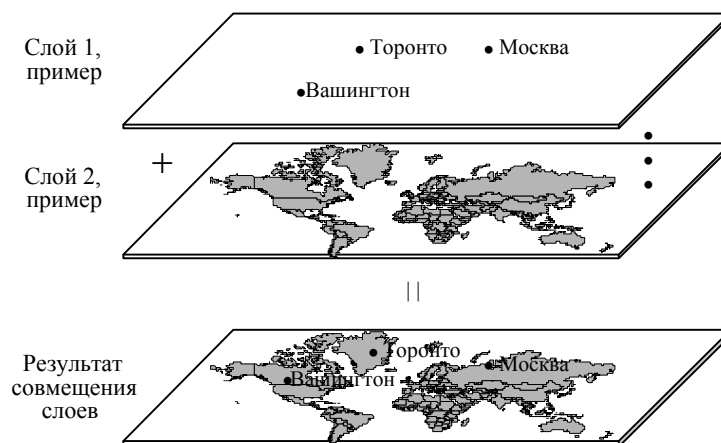 Слой 1,
пример
Торонто
Москва
Вашингтон
+
Слой 2,
пример
Результат
совмещения
слоев
Торонто
Москва
Вашингтон